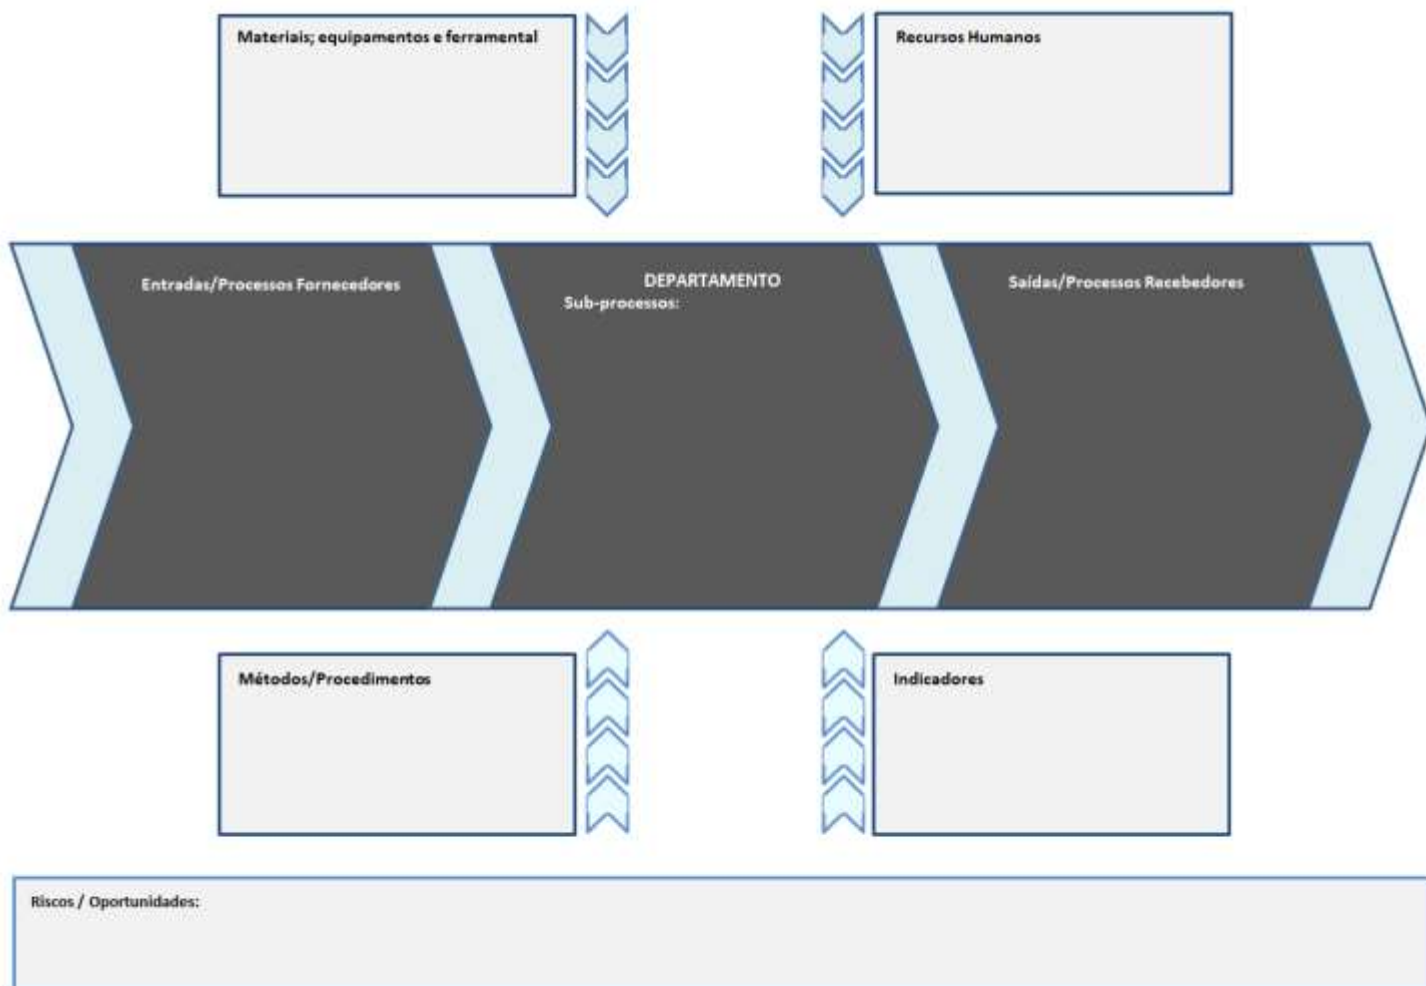 Materiais; equipamentos e ferramental
Recursos Humanos
Entradas/Processos Fornecedores
DEPARTAMENTO
Sub-processos:
Saídas/Processos Recebedores
Métodos/Procedimentos
Indicadores
Riscos / Oportunidades: